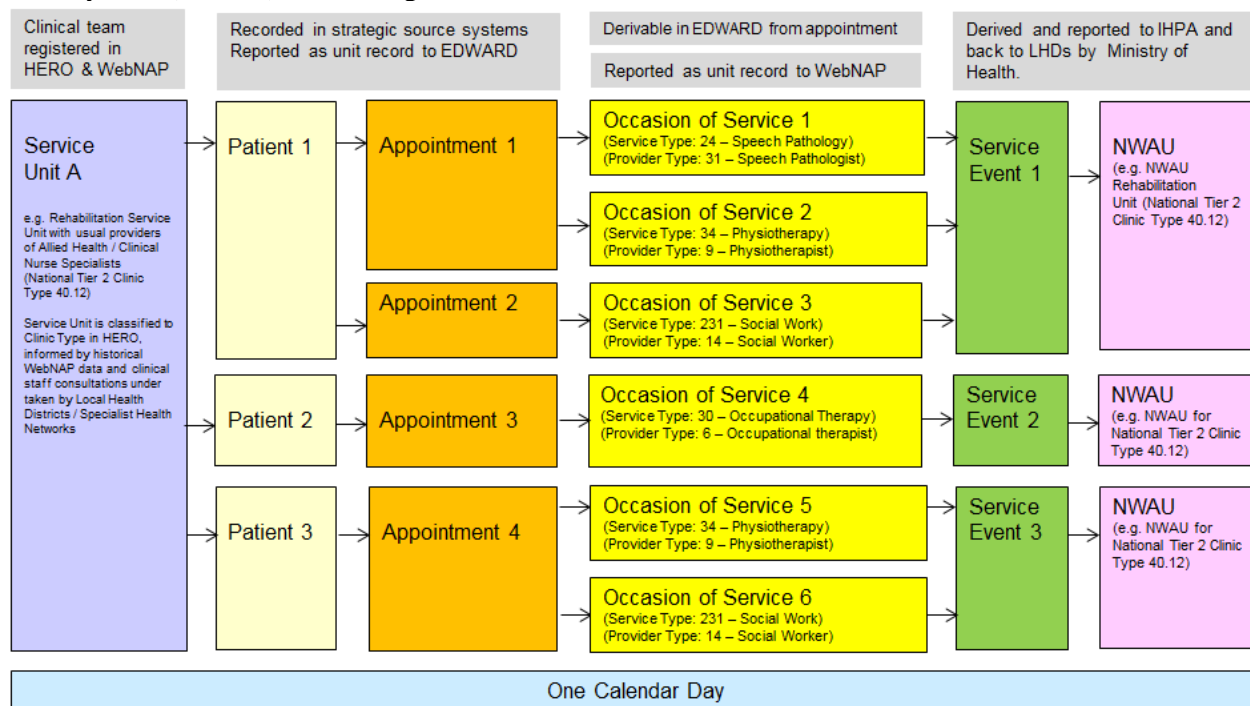 Clinical team
registered in
HERO & WebNAP
Recorded in strategic source systems
Reported as unit record to EDWARD
Derivable in EDWARD from appointment
Reported as unit record to WebNAP
Derived and reported to IHPA and
back to LHDs by Ministry of
Health.
Service
Unit A
e.g. Rehabilitation Service
Unit with usual providers
of Allied Health / Clinical
Nurse Specialists
(National Tier 2 Clinic
Type 40.12)
Service Unit is classified to
Clinic Type in HERO,
informed by historical
WebNAP data and clinical
staff consultations under
taken by Local Health
Districts / Specialist Health
Networks
Patient 1
Appointment 1
Occasion of Service 1
(Service Type: 24 – Speech Pathology)
(Provider Type: 31 – Speech Pathologist)
Occasion of Service 2
(Service Type: 34 – Physiotherapy)
(Provider Type: 9 – Physiotherapist)
Appointment 2
Occasion of Service 3
(Service Type: 231 – Social Work)
(Provider Type: 14 – Social Worker)
Service
Event 1
NWAU
(e.g. NWAU
Rehabilitation
Unit (National Tier 2
Clinic Type 40.12)
Patient 2
Appointment 3
Occasion of Service 4
(Service Type: 30 – Occupational Therapy)
(Provider Type: 6 – Occupational therapist)
Service
Event 2
NWAU
(e.g. NWAU for
National Tier 2 Clinic
Type 40.12)
Patient 3
Appointment 4
Occasion of Service 5
(Service Type: 34 – Physiotherapy)
(Provider Type: 9 – Physiotherapist)
Occasion of Service 6
(Service Type: 231 – Social Work)
(Provider Type: 14 – Social Worker)
Service
Event 3
NWAU
(e.g. NWAU for
National Tier 2 Clinic
Type 40.12)
One Calendar Day